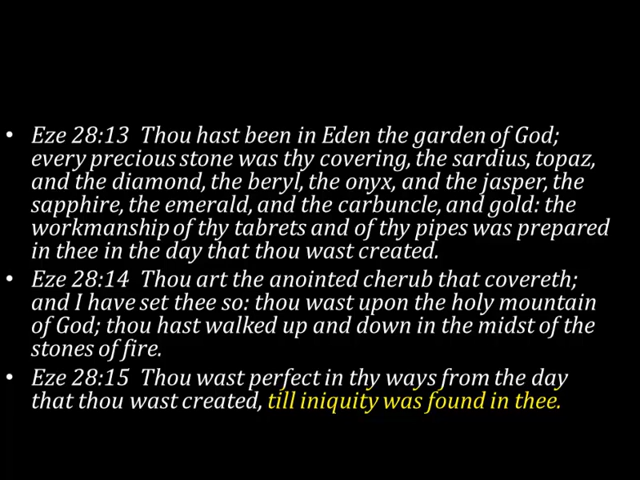 • Eze 28:13 Thou hast been in Eden the garden of God;
every precious stone was thy covering, the sardius, topaz,
and the diamond, the beryl, the onyx, and the jasper, the
sapphire, the emerald, and the carbuncle, and gold: the
workmanship of thy tabrets and of thy pipes was prepared
in thee in the day that thou wast created.
• Eze 28:14 Thou art the anointed cherub that covereth;
and I have set thee so: thou wast upon the holy mountain
of God; thou hast walked up and down in the midst of the
stones of fire.
• Eze 28:15 Thou wast perfect in thy ways from the day
that thou wast created, till iniquity was found in thee.